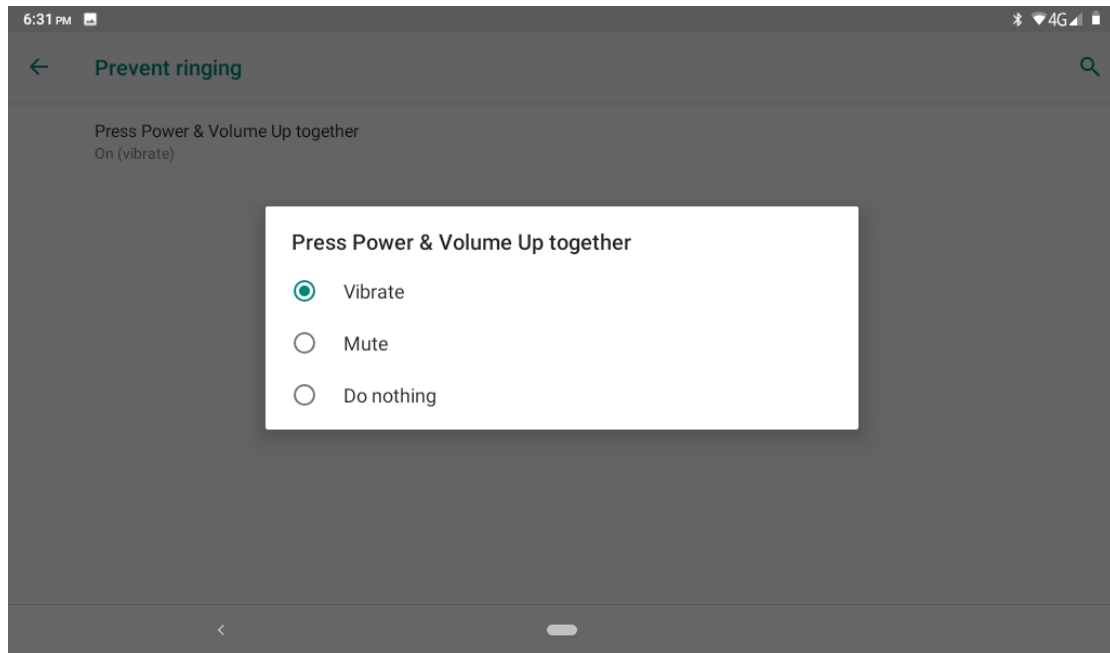 6:31 PM 4G
Prevent ringing
Press Power & Volume Up together
On (vibrate)
Press Power & Volume Up together
Vibrate
Mute
Do nothing